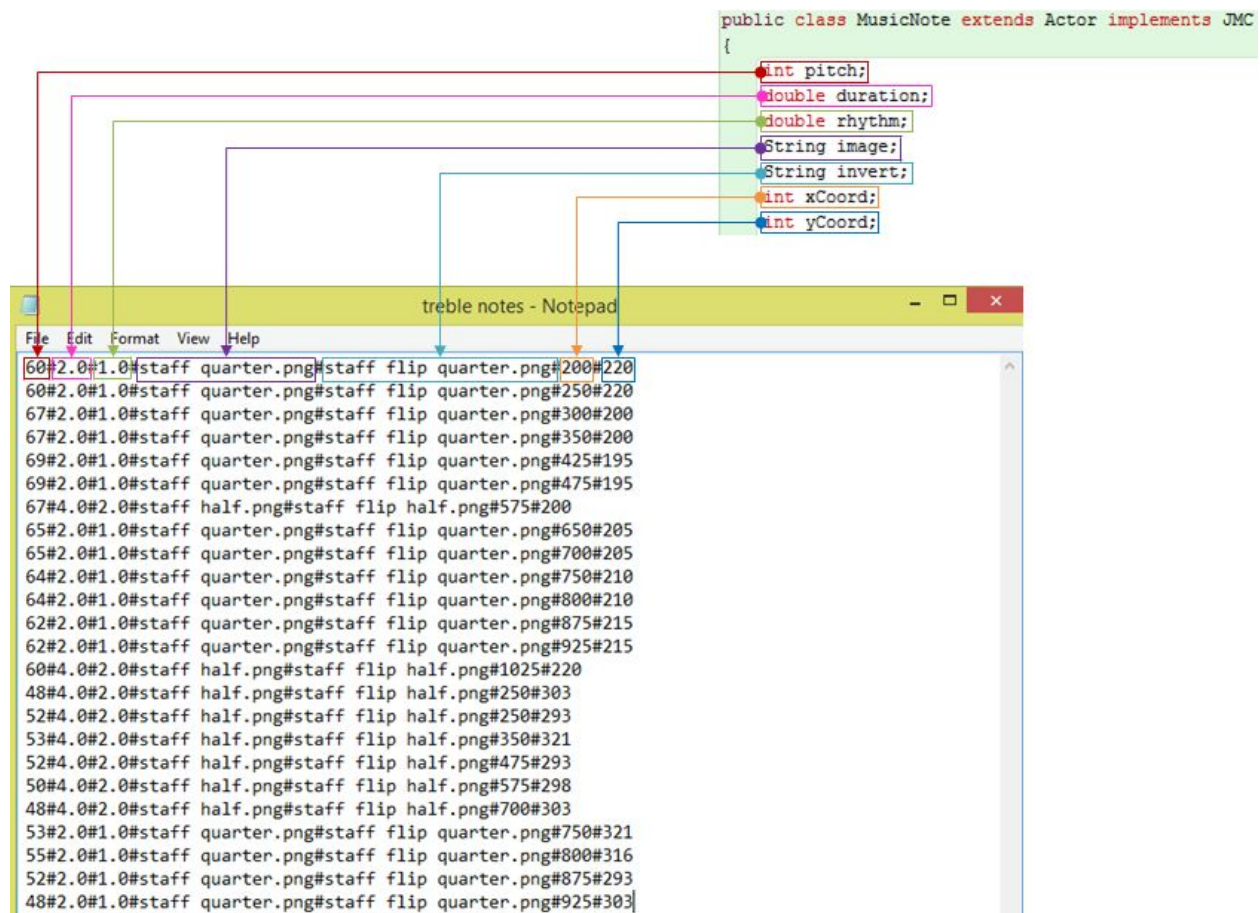 public class MusicNote extends Actor implements JMC
{
int pitch;
double duration;
double rhythm;
String image;
String invert;
int xCoord;
int yCoord;
treble notes - Notepad
File Edit Format View Help
60#2.0#1.0#staff quarter.png#staff flip quarter.png#200#220
60#2.0#1.0#staff quarter.png#staff flip quarter.png#250#220
67#2.0#1.0#staff quarter.png#staff flip quarter.png#300#200
67#2.0#1.0#staff quarter.png#staff flip quarter.png#350#200
69#2.0#1.0#staff quarter.png#staff flip quarter.png#425#195
69#2.0#1.0#staff quarter.png#staff flip quarter.png#475#195
67#4.0#2.0#staff half.png#staff flip half.png#575#200
65#2.0#1.0#staff quarter.png#staff flip quarter.png#650#205
65#2.0#1.0#staff quarter.png#staff flip quarter.png#700#205
64#2.0#1.0#staff quarter.png#staff flip quarter.png#750#210
64#2.0#1.0#staff quarter.png#staff flip quarter.png#800#210
62#2.0#1.0#staff quarter.png#staff flip quarter.png#875#215
62#2.0#1.0#staff quarter.png#staff flip quarter.png#925#215
60#4.0#2.0#staff half.png#staff flip half.png#1025#220
48#4.0#2.0#staff half.png#staff flip half.png#250#303
52#4.0#2.0#staff half.png#staff flip half.png#250#293
53#4.0#2.0#staff half.png#staff flip half.png#350#321
52#4.0#2.0#staff half.png#staff flip half.png#475#293
50#4.0#2.0#staff half.png#staff flip half.png#575#298
48#4.0#2.0#staff half.png#staff flip half.png#700#303
53#2.0#1.0#staff quarter.png#staff flip quarter.png#750#321
55#2.0#1.0#staff quarter.png#staff flip quarter.png#800#316
52#2.0#1.0#staff quarter.png#staff flip quarter.png#875#293
48#2.0#1.0#staff quarter.png#staff flip quarter.png#925#303